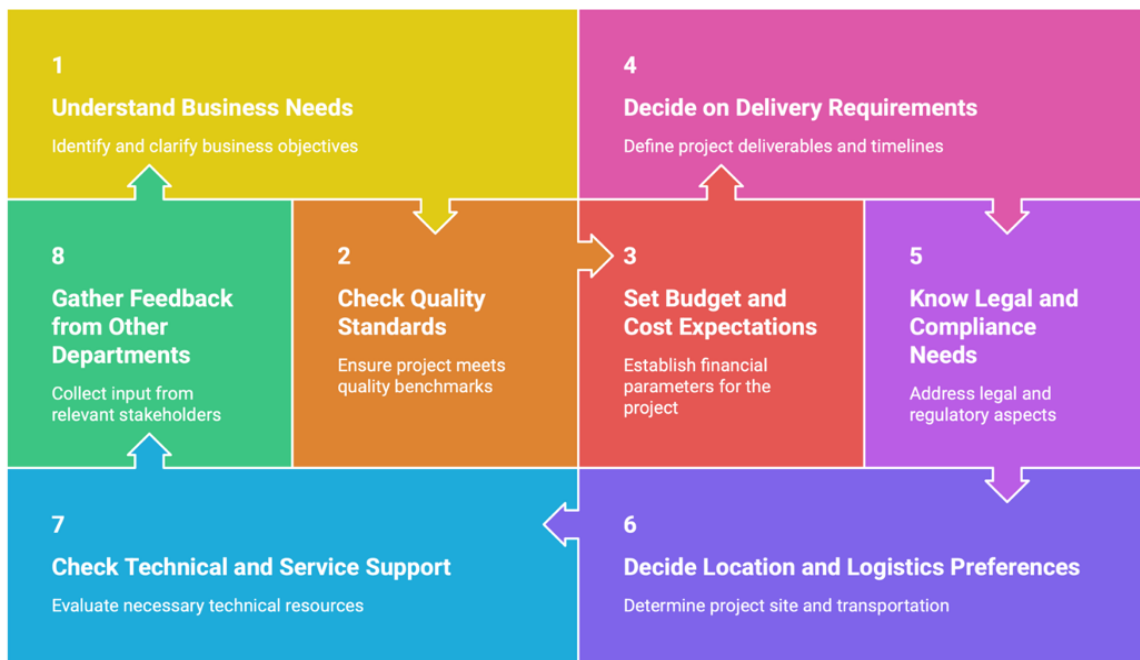 1
Understand Business Needs
Identify and clarify business objectives
2
Check Quality
Standards
Ensure project meets
quality benchmarks
3
Set Budget and
Cost Expectations
Establish financial
parameters for the
project
4
Decide on Delivery Requirements
Define project deliverables and timelines
5
Know Legal and
Compliance
Needs
Address legal and
regulatory aspects
6
Decide Location and Logistics Preferences
Determine project site and transportation
7
Check Technical and Service Support
Evaluate necessary technical resources
8
Gather Feedback
from Other
Departments
Collect input from
relevant stakeholders